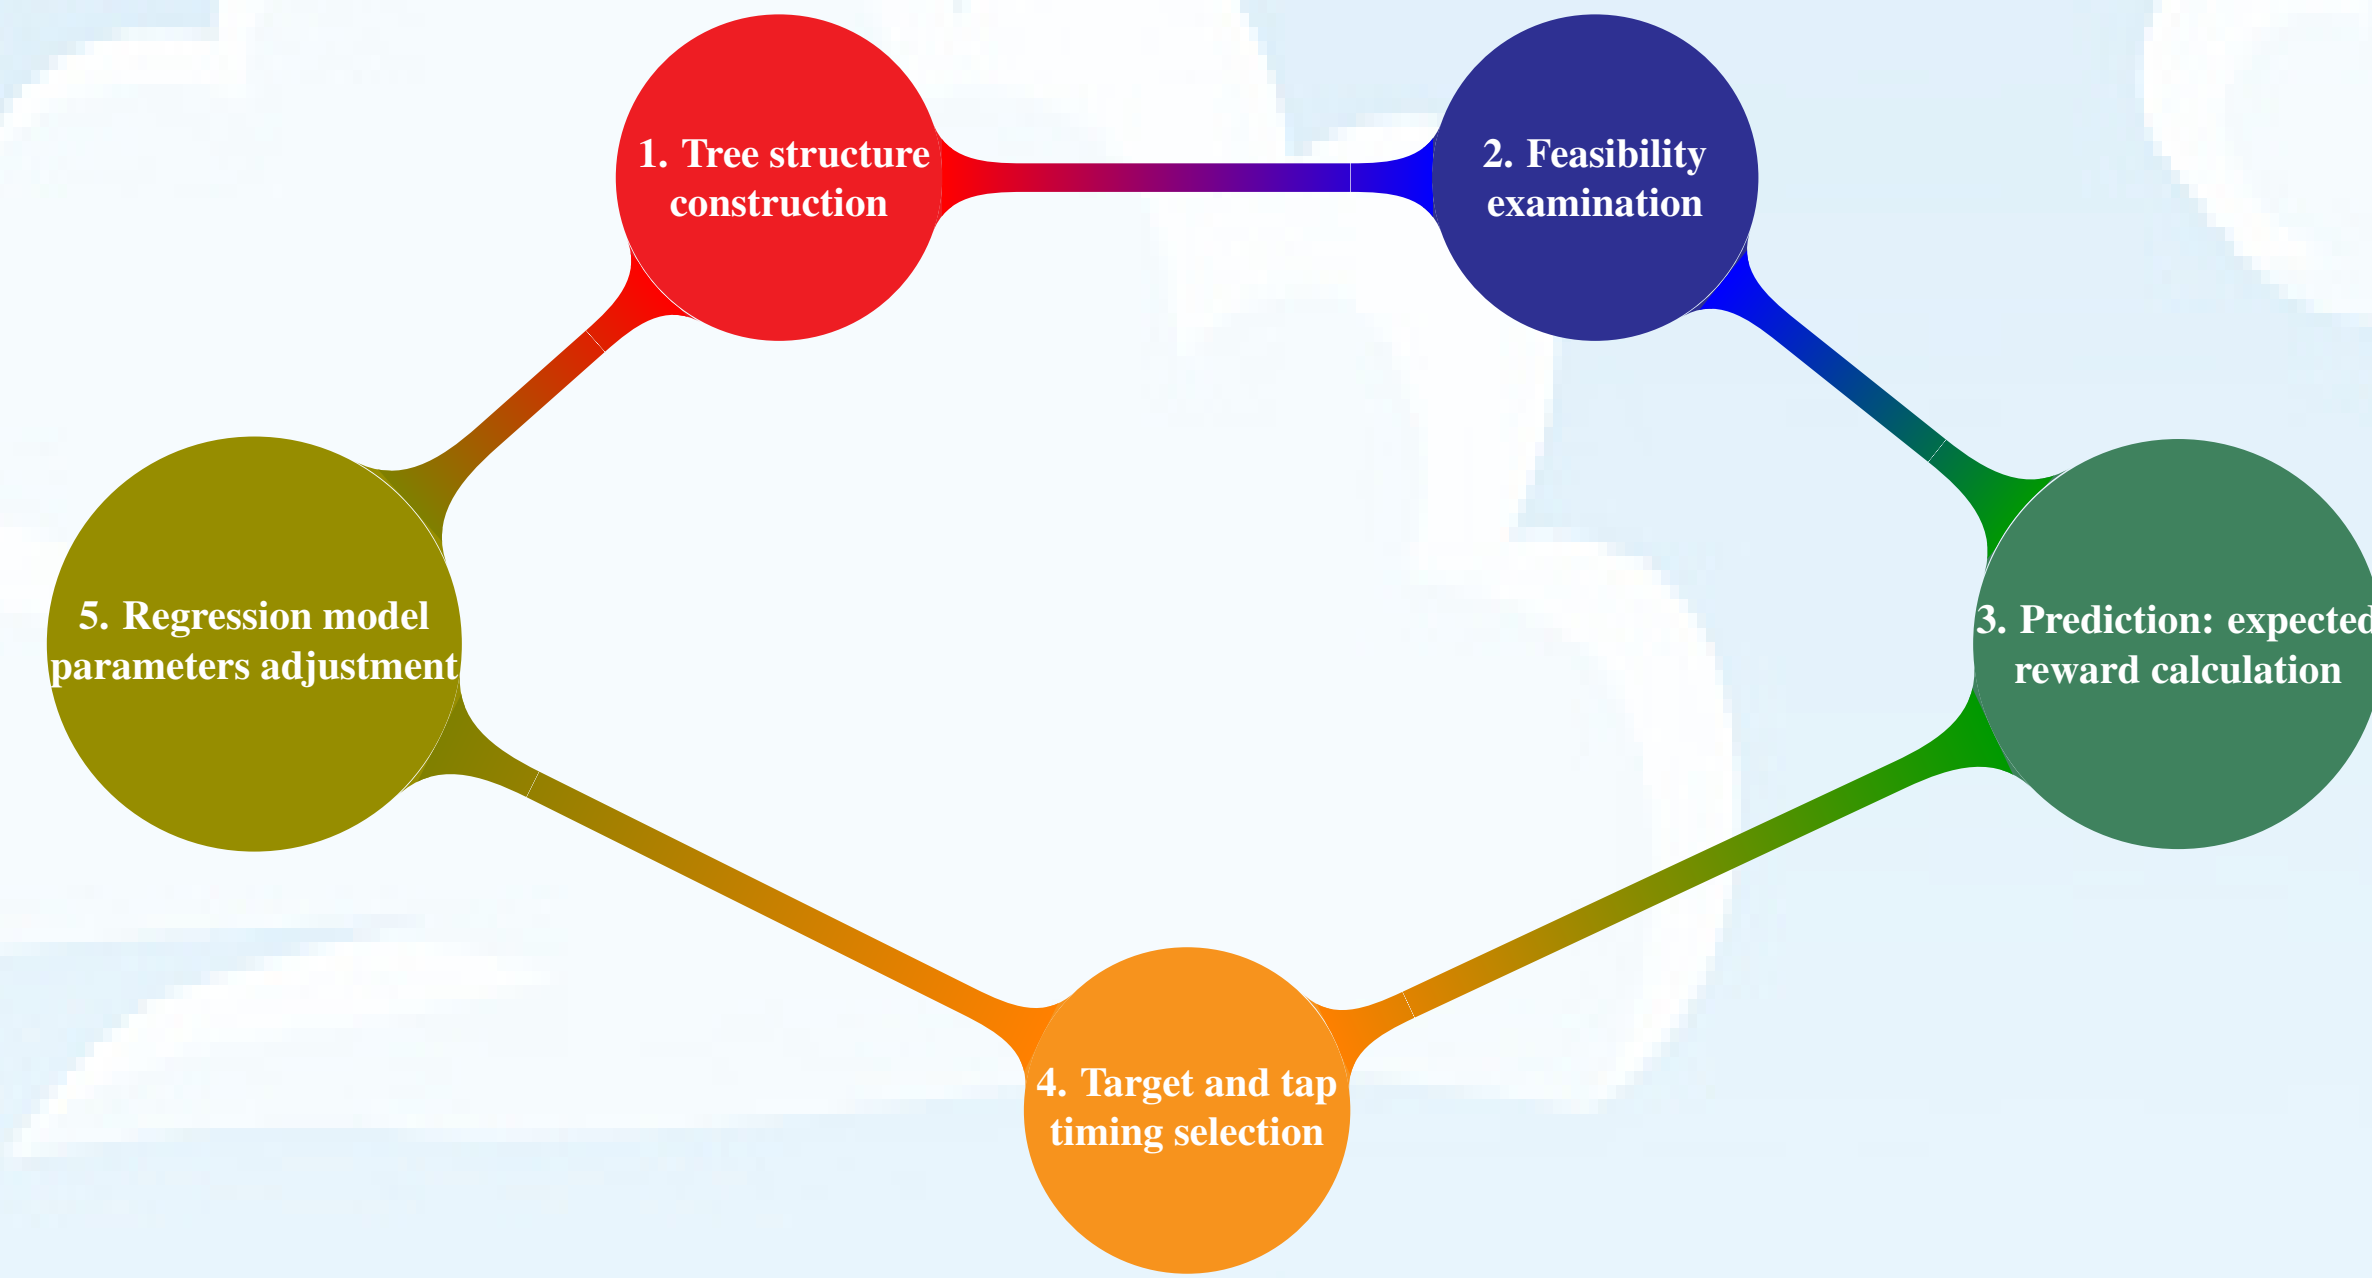 1. Tree structure
construction
2. Feasibility
examination
3. Prediction: expected
reward calculation
4. Target and tap
timing selection
5. Regression model
parameters adjustment